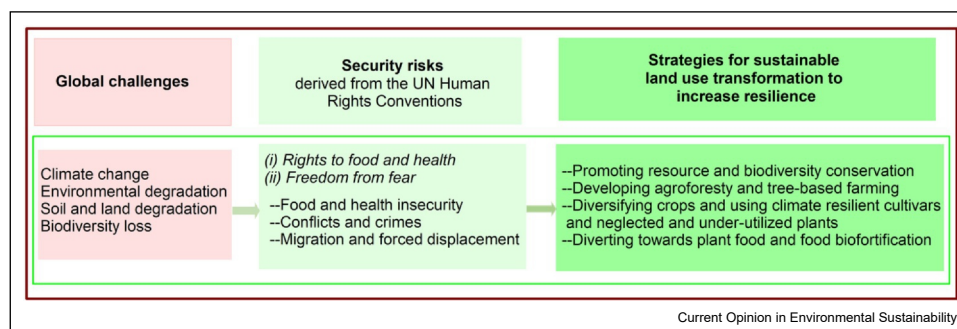 Global challenges
Security risks
derived from the UN Human
Rights Conventions
Strategies for sustainable
land use transformation to
increase resilience
Climate change
Environmental degradation
Soil and land degradation
Biodiversity loss
(i) Rights to food and health
(ii) Freedom from fear
--Food and health insecurity
--Conflicts and crimes
--Migration and forced displacement
--Promoting resource and biodiversity conservation
--Developing agroforesty and tree-based farming
--Diversifying crops and using climate resilient cultivars
and neglected and under-utilized plants
--Diverting towards plant food and food biofortification
Current Opinion in Environmental Sustainability